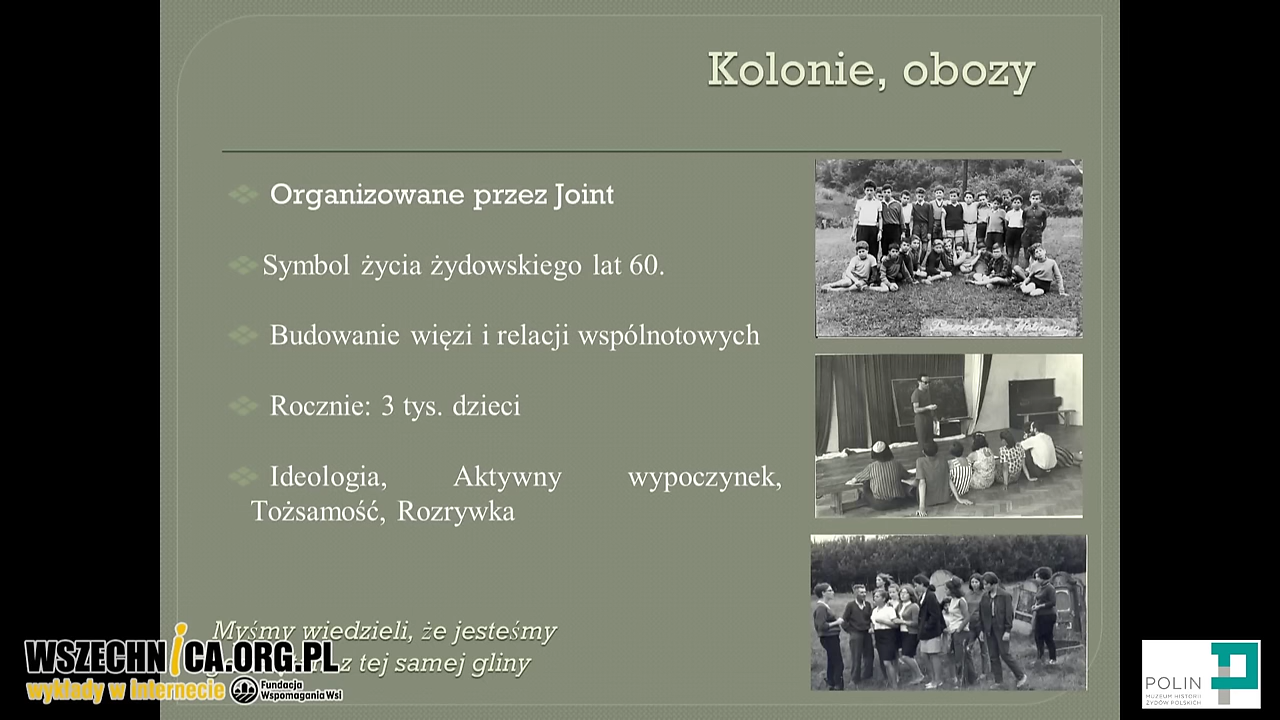 Kolonie, obozy
Organizowane przez Joint
Symbol życia żydowskiego lat 60.
Budowanie więzi i relacji wspólnotowych
Rocznie: 3 tys. dzieci
Ideologia, Aktywny wypoczynek,
Tożsamość, Rozrywka
Myśmy wiedzieli, że jesteśmy
z tej samej gliny
WSZECHNICA.ORG.PL
wykłady w internecie
Fundacja
Wspomagania Wsi
POLIN
MUZEUM HISTORII
ŻYDÓW POLSKICH